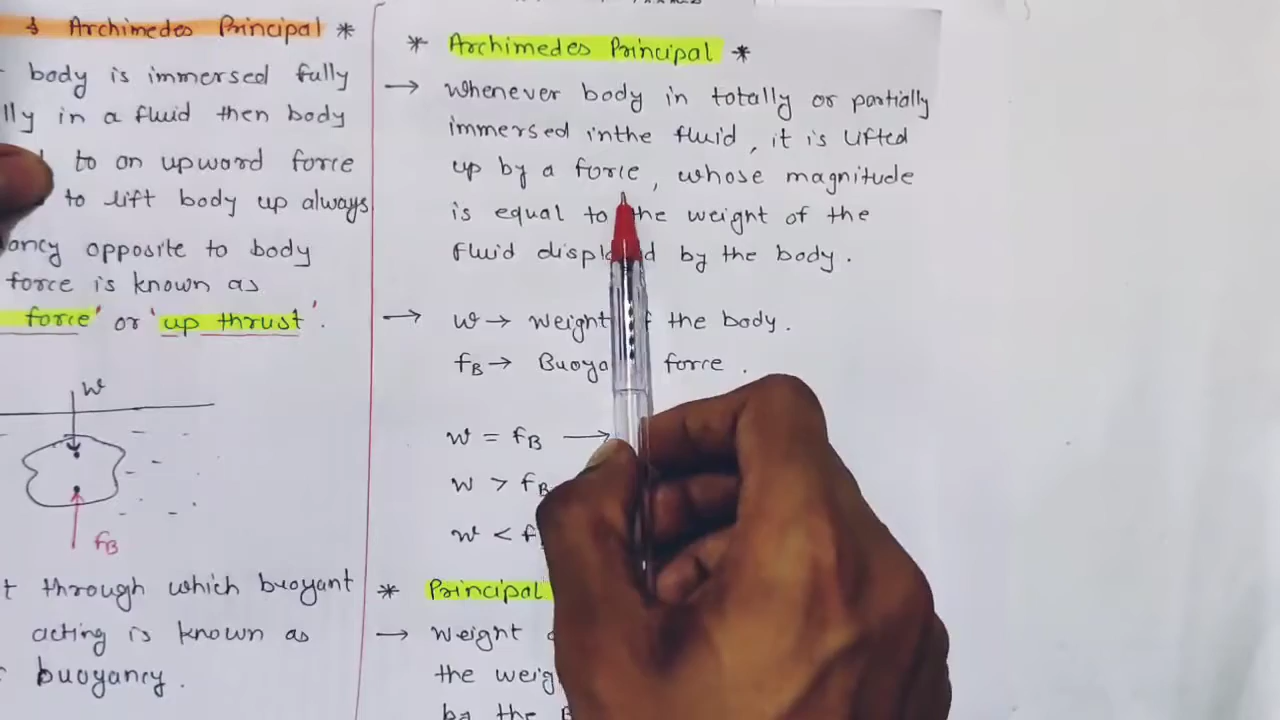 Archimedes Principal *
body is immersed fully
lly in a fluid then body
to an upward force
to lift body up always
ancy opposite to body
force is known as
force' or 'up thrust'.
W
fB
t through which buoyant
acting is known as
buoyancy.
* Archimedes Principal *
→ Whenever body in totally or partially
immersed inthe fluid, it is lifted
up by a force, whose magnitude
is equal to the weight of the
fluid displ d by the body.
→ W → Weight f the body.
fB → Buoya force.
W = fB →
W > fB
W < f
* Principal
→ Weight
the weig
by the B